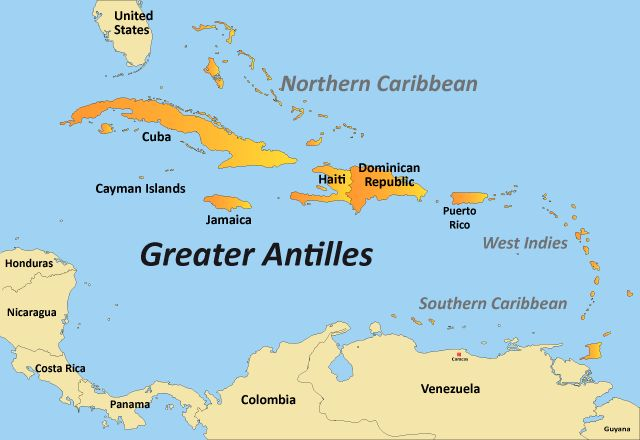 United
States
Northern Caribbean
Cuba
Dominican
Republic
Haiti
Cayman Islands
Jamaica
Puerto
Rico
Greater Antilles
West Indies
Honduras
Southern Caribbean
Nicaragua
Caracas
Costa Rica
Venezuela
Colombia
Panama
Guyana